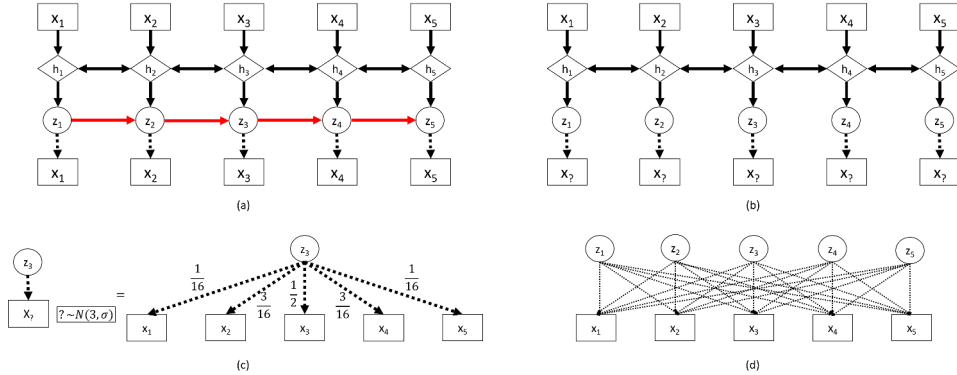 x1 x2 x3 x4 x5
h1 h2 h3 h4 h5
z1 z2 z3 z4 z5
x1 x2 x3 x4 x5
(a)
x1 x2 x3 x4 x5
h1 h2 h3 h4 h5
z1 z2 z3 z4 z5
x? x? x? x? x?
(b)
z3
x? ?~N(3,σ) =
z3
1/16 3/16 1/2 3/16 1/16
x1 x2 x3 x4 x5
(c)
z1 z2 z3 z4 z5
x1 x2 x3 x4 x5
(d)